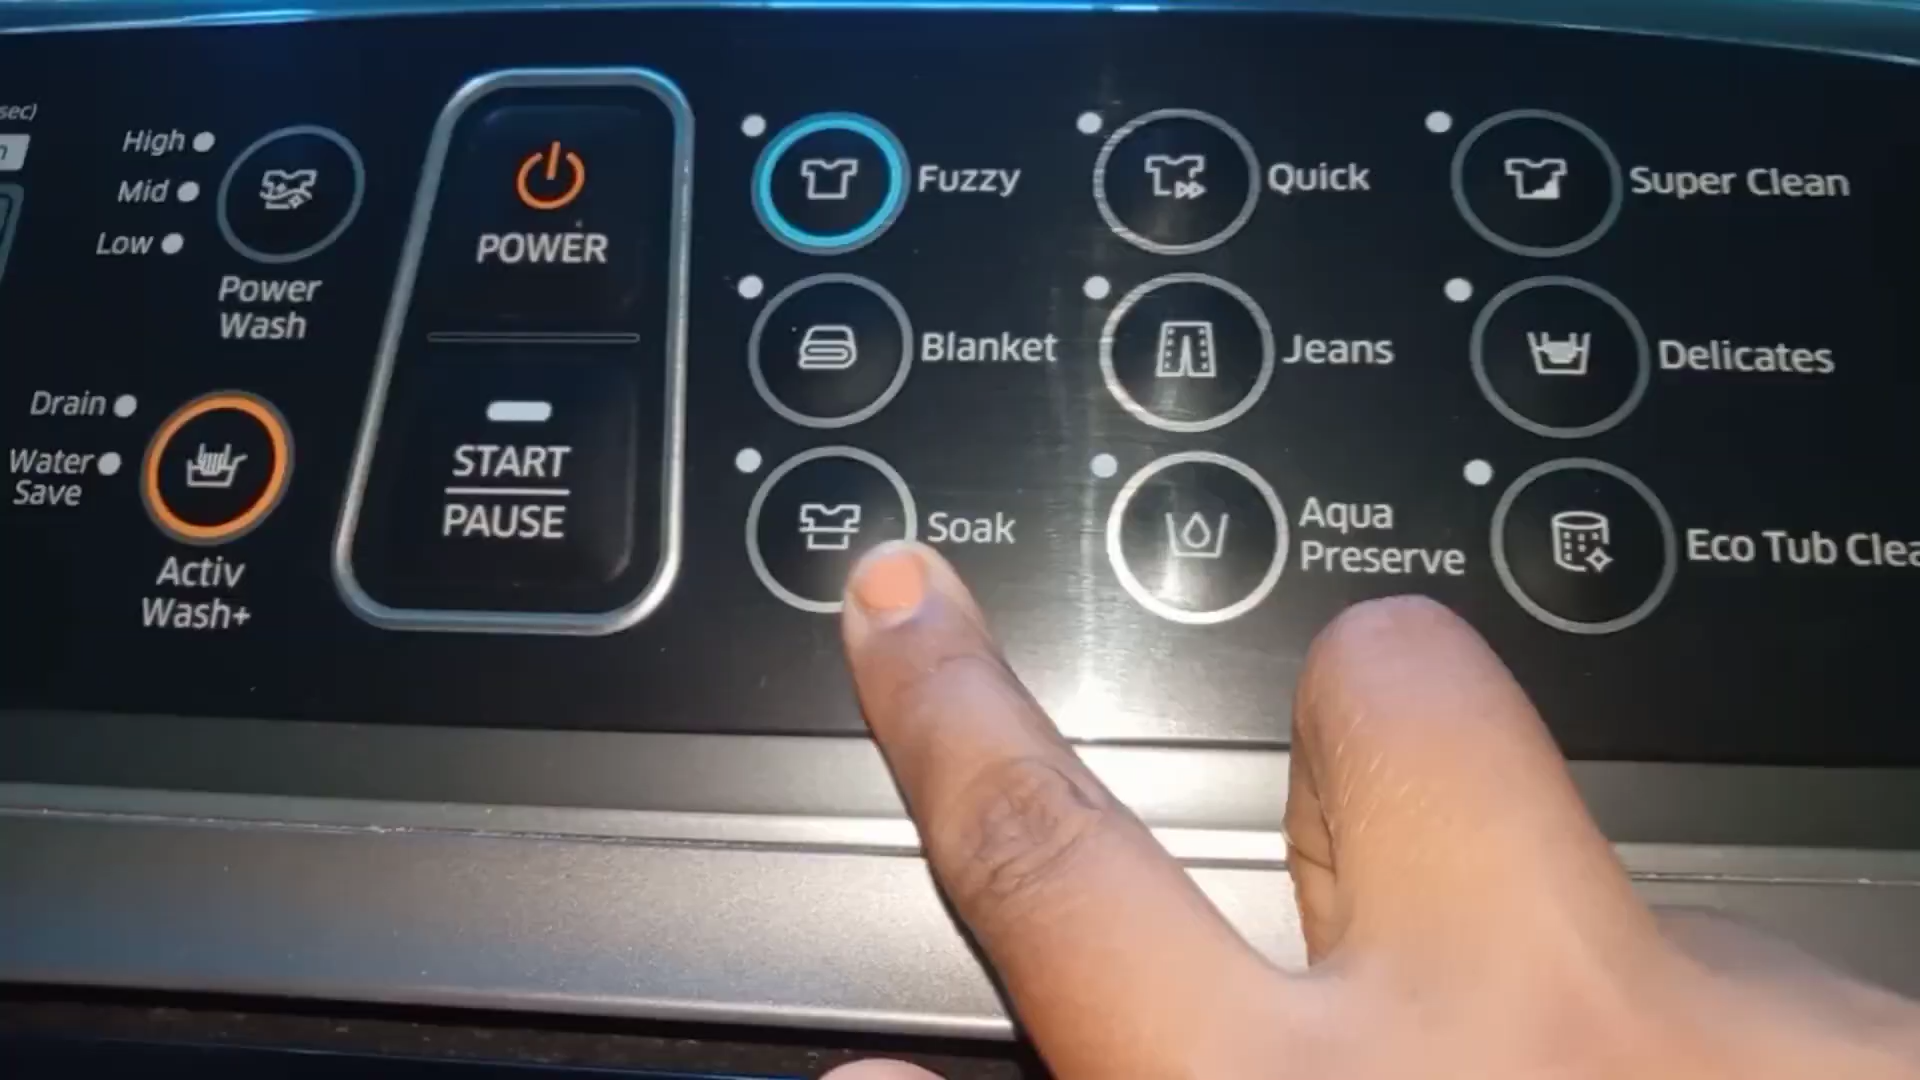 sec)
High
Mid
Low
Power
Wash
Drain
Water
Save
Activ
Wash+
POWER
START
PAUSE
Fuzzy
Quick
Super Clean
Blanket
Jeans
Delicates
Soak
Aqua
Preserve
Eco Tub Clea